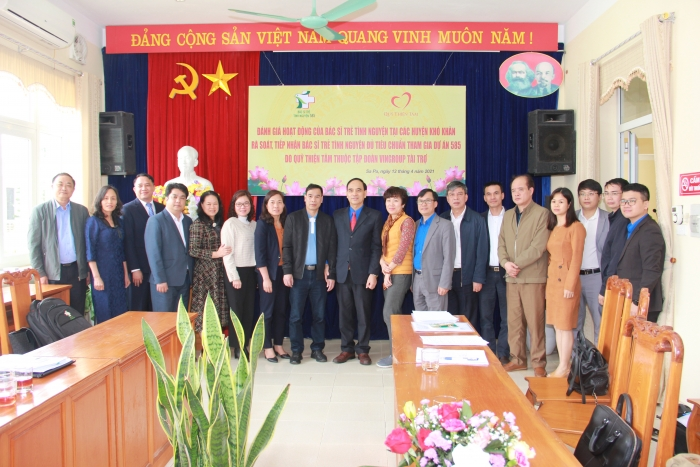 ĐẢNG CỘNG SẢN VIỆT NAM QUANG VINH MUÔN NĂM !
ĐÁNH GIÁ HOẠT ĐỘNG CỦA BÁC SĨ TRẺ TÌNH NGUYỆN TẠI CÁC HUYỆN KHÓ KHĂN
RÀ SOÁT, TIẾP NHẬN BÁC SĨ TRẺ TÌNH NGUYỆN ĐỦ TIÊU CHUẨN THAM GIA DỰ ÁN 585
DO QUỸ THIỆN TÂM THUỘC TẬP ĐOÀN VINGROUP TÀI TRỢ
Sa Pa, ngày 12 tháng 4 năm 2021
CẤM